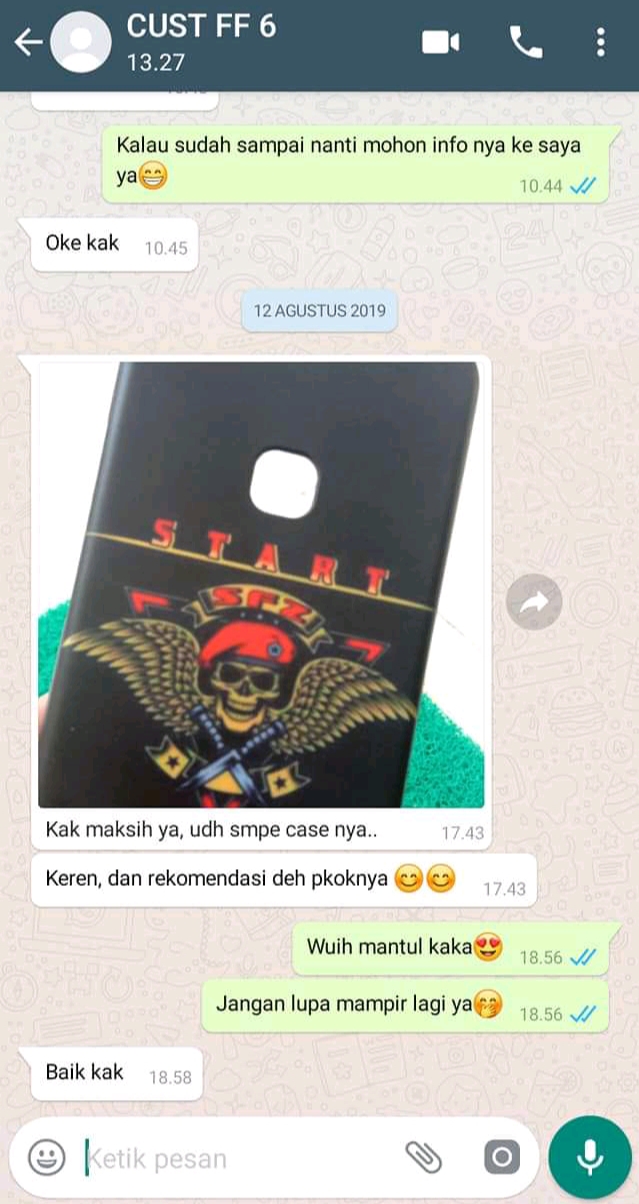 CUST FF 6
13.27
Kalau sudah sampai nanti mohon info nya ke saya
ya😁
10.44
Oke kak
10.45
12 AGUSTUS 2019
START
SFZ
Kak maksih ya, udh smpe case nya..
17.43
Keren, dan rekomendasi deh pkoknya 😊😊
17.43
Wuih mantul kaka😍
18.56
Jangan lupa mampir lagi ya🤭
18.56
Baik kak
18.58
Ketik pesan